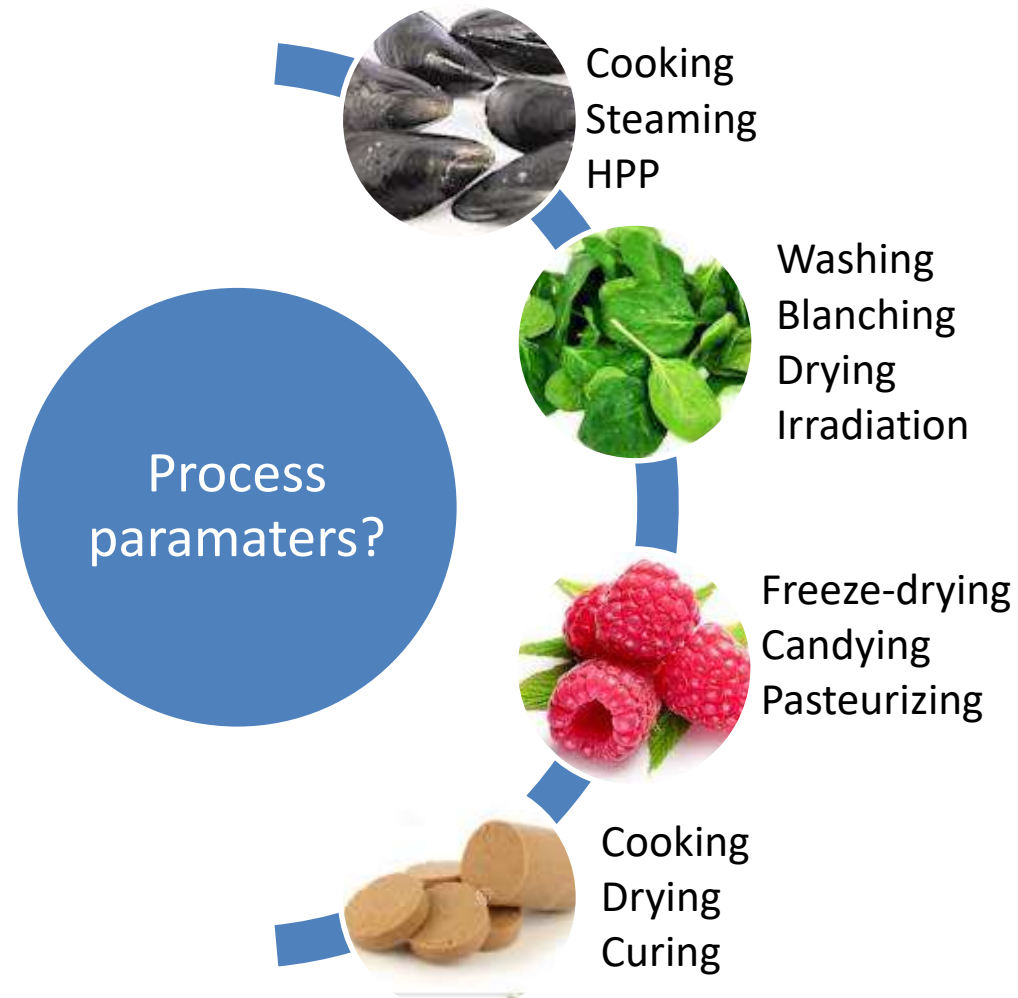 Cooking
Steaming
HPP
Washing
Blanching
Drying
Irradiation
Process
paramaters?
Freeze-drying
Candying
Pasteurizing
Cooking
Drying
Curing